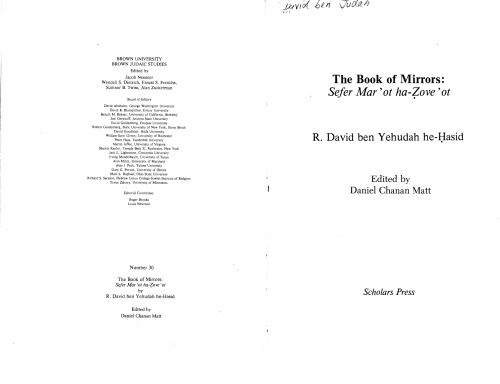 BROWN UNIVERSITY
BROWN JUDAIC STUDIES
Edited by
Jacob Neusner
Wendell S. Dietrich, Ernest S. Frerichs,
Sumner B. Twiss, Alan Zuckerman
Board of Editors
David Altshuler, George Washington University
David R. Blumenthal, Emory University
Baruch M. Bokser, University of California, Berkeley
Joel Gereboff, Arizona State University
David Goldenberg, Dropsie University
Robert Goldenberg, State University of New York, Stony Brook
David Goodblatt, Haifa University
William Scott Green, University of Rochester
Peter Haas, Vanderbilt University
Martin Jaffee, University of Virginia
Shamai Kanter, Temple Beth El, Rochester, New York
Jack L. Lightstone, Concordia University
Irving Mandelbaum, University of Texas
Alan Mintz, University of Maryland
Alan J. Peck, Tulane University
Gary G. Porton, University of Illinois
Marc L. Raphael, Ohio State University
Richard S. Sarason, Hebrew Union College-Jewish Institute of Religion
Tzvee Zahavy, University of Minnesota
Editorial Committee:
Roger Brooks
Louis Newman
Number 30
The Book of Mirrors:
Sefer Mar'ot ha-Ẓove'ot
by
R. David ben Yehudah he-Ḥasid
Edited by
Daniel Chanan Matt
David ben Judah
The Book of Mirrors:
Sefer Mar'ot ha-Ẓove'ot
R. David ben Yehudah he-Ḥasid
Edited by
Daniel Chanan Matt
Scholars Press